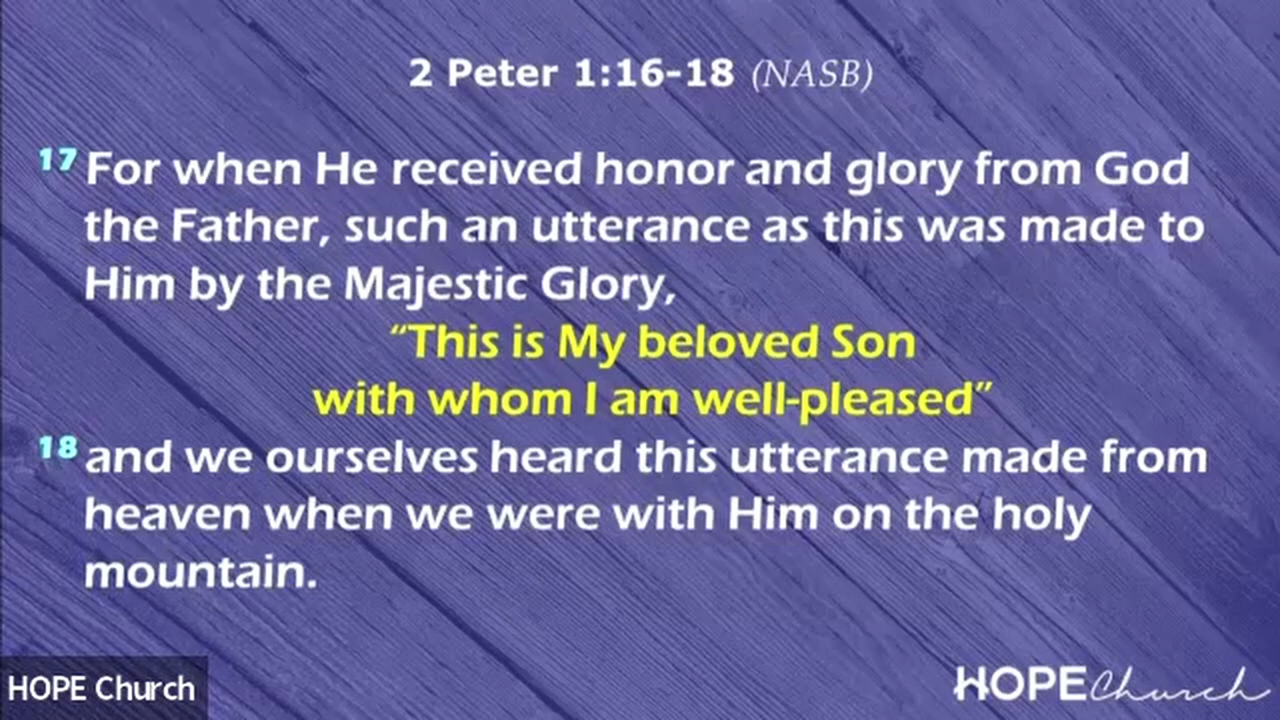 2 Peter 1:16-18 (NASB)
17 For when He received honor and glory from God
the Father, such an utterance as this was made to
Him by the Majestic Glory,
“This is My beloved Son
with whom I am well-pleased”
18 and we ourselves heard this utterance made from
heaven when we were with Him on the holy
mountain.
HOPE Church
HOPE Church